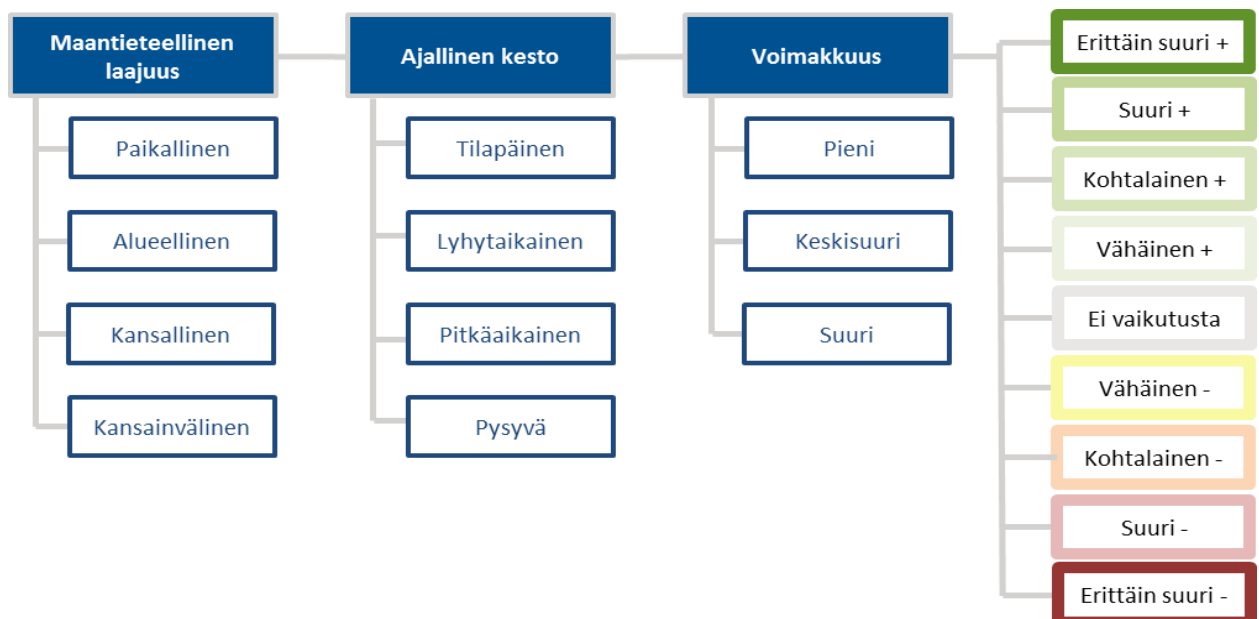 Maantieteellinen
laajuus
Paikallinen
Alueellinen
Kansallinen
Kansainvälinen
Ajallinen kesto
Tilapäinen
Lyhytaikainen
Pitkäaikainen
Pysyvä
Voimakkuus
Pieni
Keskisuuri
Suuri
Erittäin suuri +
Suuri +
Kohtalainen +
Vähäinen +
Ei vaikutusta
Vähäinen -
Kohtalainen -
Suuri -
Erittäin suuri -